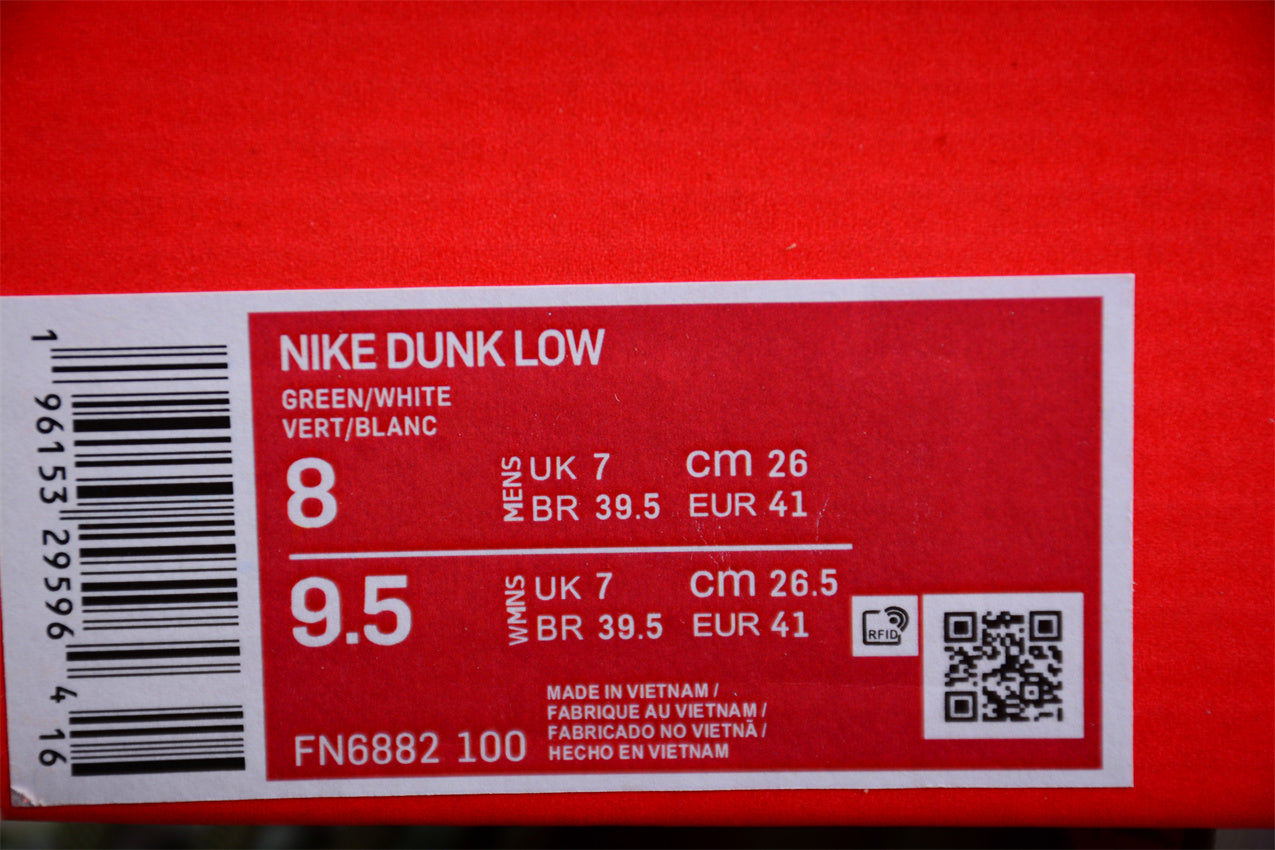 NIKE DUNK LOW
GREEN/WHITE
VERT/BLANC
8
MENS
UK 7 cm 26
BR 39.5 EUR 41
9.5
WMNS
UK 7 cm 26.5
BR 39.5 EUR 41
RFID
FN6882 100
MADE IN VIETNAM /
FABRIQUE AU VIETNAM /
FABRICADO NO VIETNÃ /
HECHO EN VIETNAM
1 96153 29596 4 16